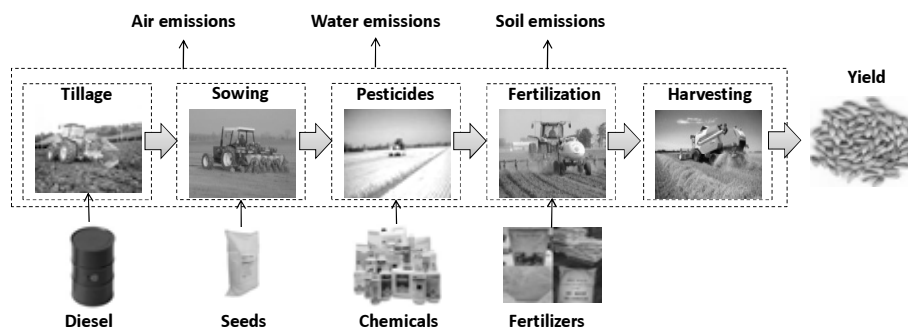 Air emissions
Water emissions
Soil emissions
Tillage
Sowing
Pesticides
Fertilization
Harvesting
Yield
Diesel
Seeds
Chemicals
Fertilizers